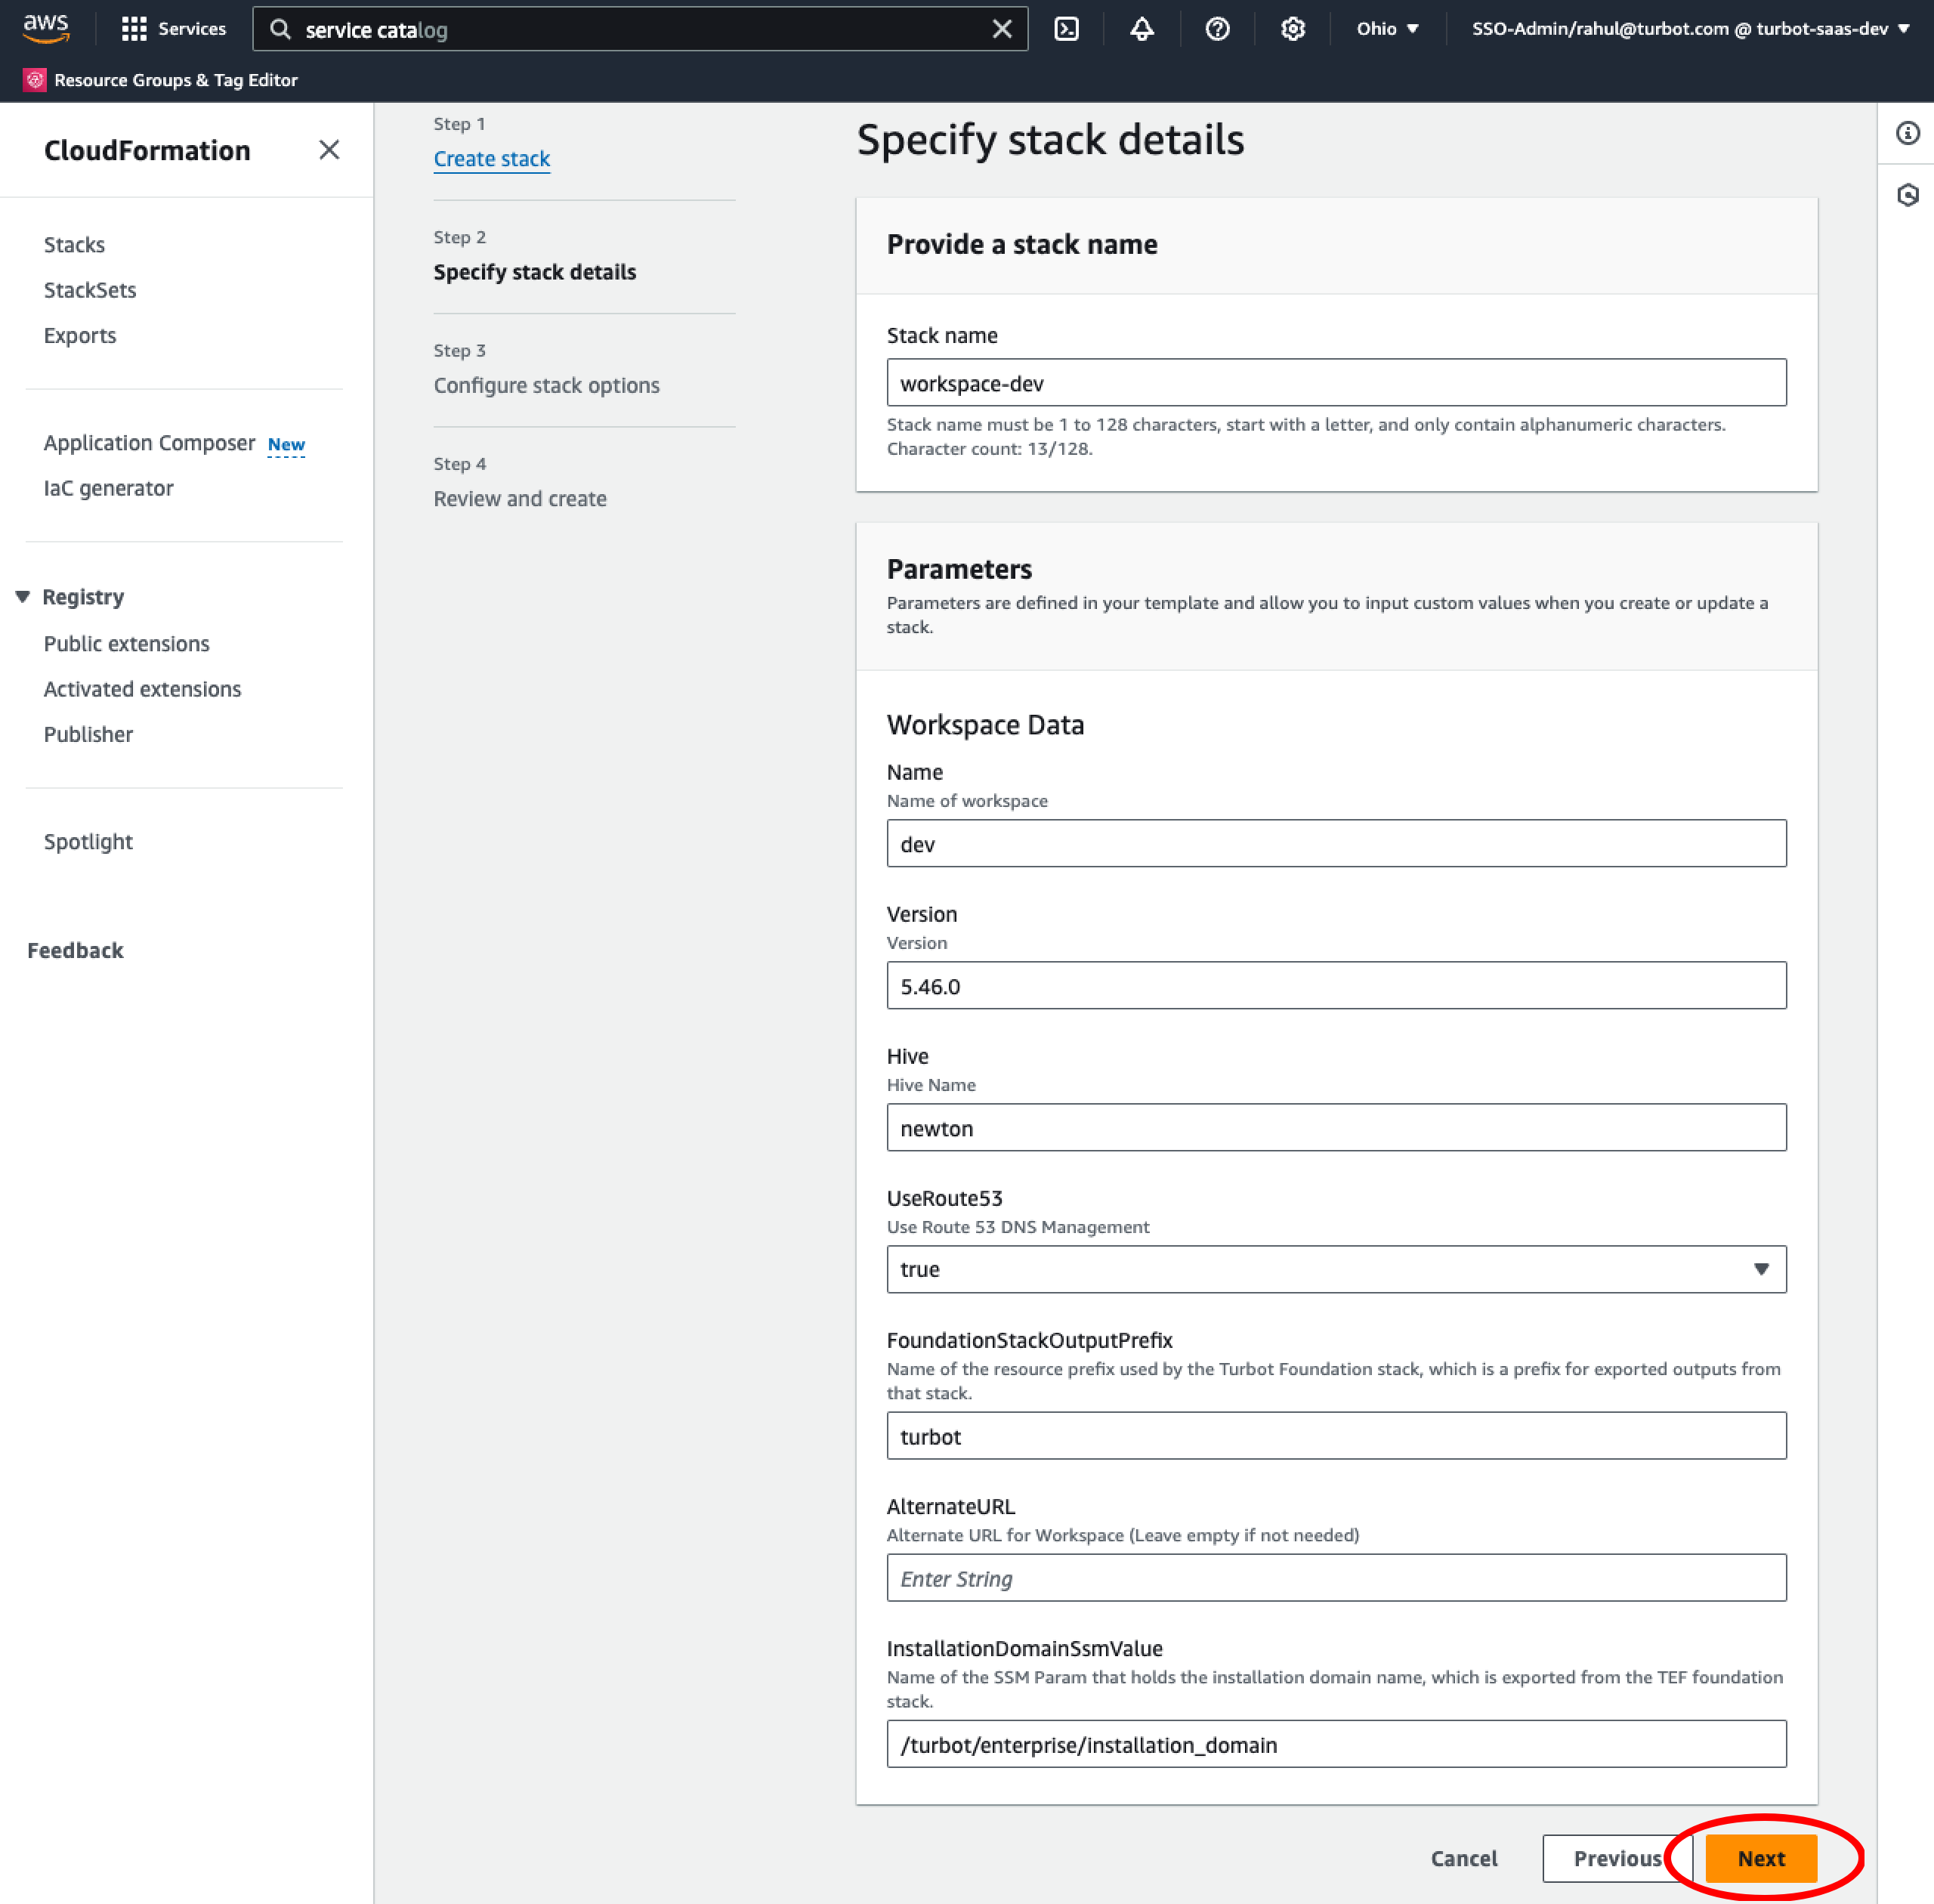 aws
Services
service catalog
Ohio
SSO-Admin/rahul@turbot.com @ turbot-saas-dev
Resource Groups & Tag Editor
CloudFormation
Stacks
StackSets
Exports
Application Composer New
IaC generator
Registry
Public extensions
Activated extensions
Publisher
Spotlight
Feedback
Step 1
Create stack
Step 2
Specify stack details
Step 3
Configure stack options
Step 4
Review and create
Specify stack details
Provide a stack name
Stack name
workspace-dev
Stack name must be 1 to 128 characters, start with a letter, and only contain alphanumeric characters.
Character count: 13/128.
Parameters
Parameters are defined in your template and allow you to input custom values when you create or update a
stack.
Workspace Data
Name
Name of workspace
dev
Version
Version
5.46.0
Hive
Hive Name
newton
UseRoute53
Use Route 53 DNS Management
true
FoundationStackOutputPrefix
Name of the resource prefix used by the Turbot Foundation stack, which is a prefix for exported outputs from
that stack.
turbot
AlternateURL
Alternate URL for Workspace (Leave empty if not needed)
Enter String
InstallationDomainSsmValue
Name of the SSM Param that holds the installation domain name, which is exported from the TEF foundation
stack.
/turbot/enterprise/installation_domain
Cancel
Previous
Next